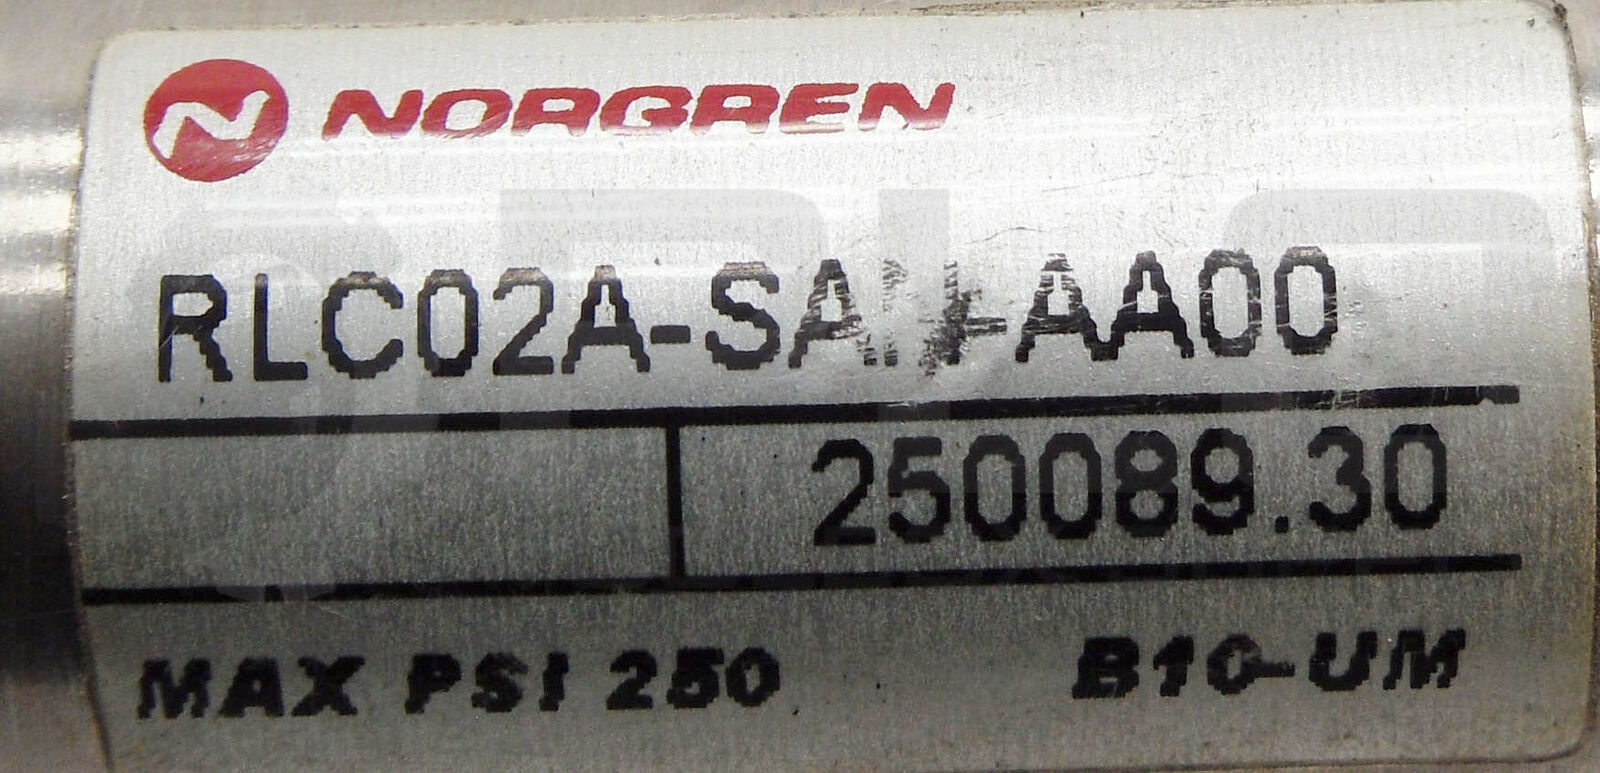 NORGREN
250089.30
MAX PSI 250
B10-UM